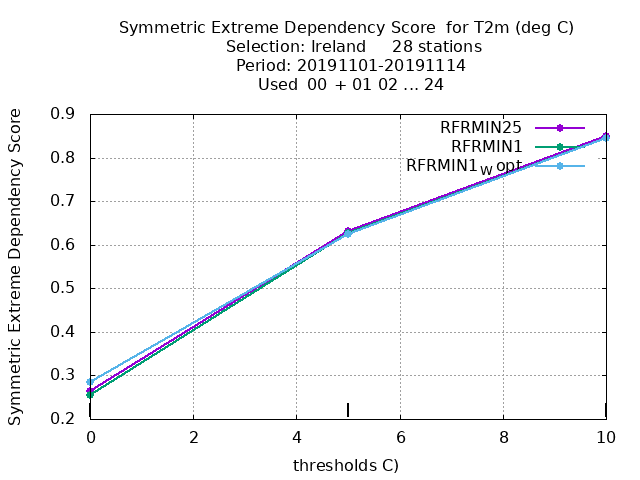 Symmetric Extreme Dependency Score  for T2m (deg C)
Selection: Ireland     28 stations
Period: 20191101-20191114
Used  00 + 01 02 ... 24
Symmetric Extreme Dependency Score
0.9
0.8
0.7
0.6
0.5
0.4
0.3
0.2
RFRMIN25
RFRMIN1
RFRMIN1W opt
0 2 4 6 8 10
thresholds C)